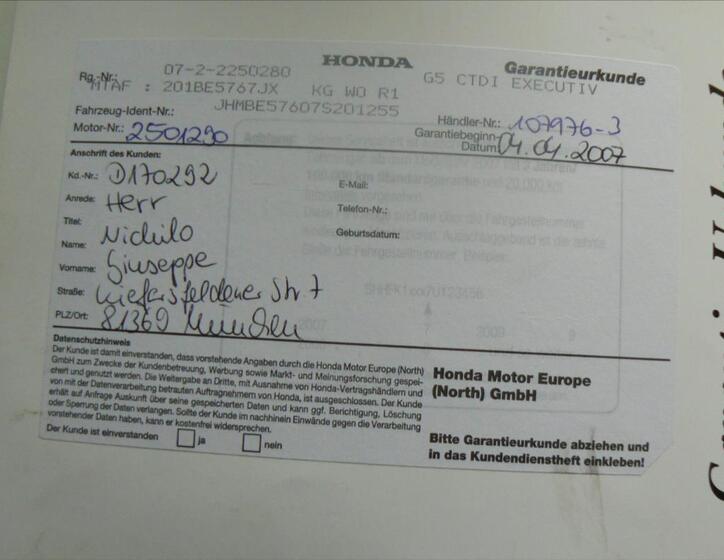 HONDA
Garantieurkunde
Rg.-Nr.: 07-2-2250280
MTAF : 201BE5767JX KG WO R1 G5 CTDI EXECUTIV
Fahrzeug-Ident-Nr.: JHMBE57607S201255
Händler-Nr.: 107976-3
Motor-Nr.: 2501290
Garantiebeginn
Datum: 04.04.2007
Anschrift des Kunden:
Kd.-Nr.: D170292
E-Mail:
Anrede: Herr
Telefon-Nr.:
Titel:
Geburtsdatum:
Name: Nichilo
Vorname: Giuseppe
Straße: Kiefersfeldener Str. 7
PLZ/Ort: 81369 München
Datenschutzhinweis
Der Kunde ist damit einverstanden, dass vorstehende Angaben durch die Honda Motor Europe (North)
GmbH zum Zwecke der Kundenbetreuung, Werbung sowie Markt- und Meinungsforschung gespei-
chert und genutzt werden. Die Weitergabe an Dritte, mit Ausnahme von Honda-Vertragshändlern und
von mit der Datenverarbeitung betrauten Auftragnehmern von Honda, ist ausgeschlossen. Der Kunde
erhält auf Anfrage Auskunft über seine gespeicherten Daten und kann ggf. Berichtigung, Löschung
oder Sperrung der Daten verlangen. Sollte der Kunde im nachhinein Einwände gegen die Verarbeitung
vorstehender Daten haben, kann er kostenfrei widersprechen.
Der Kunde ist einverstanden ja nein
Honda Motor Europe
(North) GmbH
Bitte Garantieurkunde abziehen und
in das Kundendienstheft einkleben!